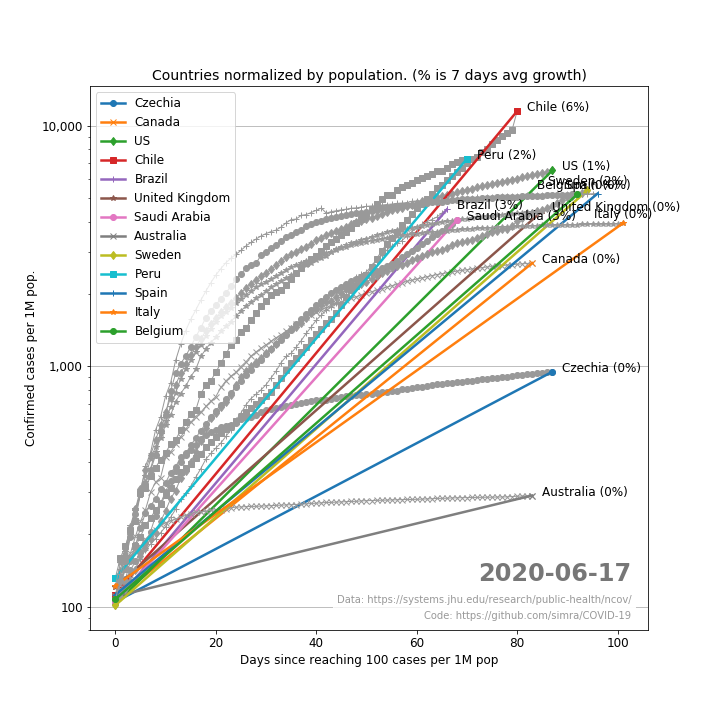 Countries normalized by population. (% is 7 days avg growth)
Czechia
Canada
US
Chile
Brazil
United Kingdom
Saudi Arabia
Australia
Sweden
Peru
Spain
Italy
Belgium
Chile (6%)
Peru (2%)
US (1%)
Sweden (2%)
Belgium (0%)
Brazil (3%)
United Kingdom (0%)
Saudi Arabia (3%)
Italy (0%)
Canada (0%)
Czechia (0%)
Australia (0%)
10,000
1,000
100
Confirmed cases per 1M pop.
2020-06-17
Data: https://systems.jhu.edu/research/public-health/ncov/
Code: https://github.com/simra/COVID-19
0 20 40 60 80 100
Days since reaching 100 cases per 1M pop